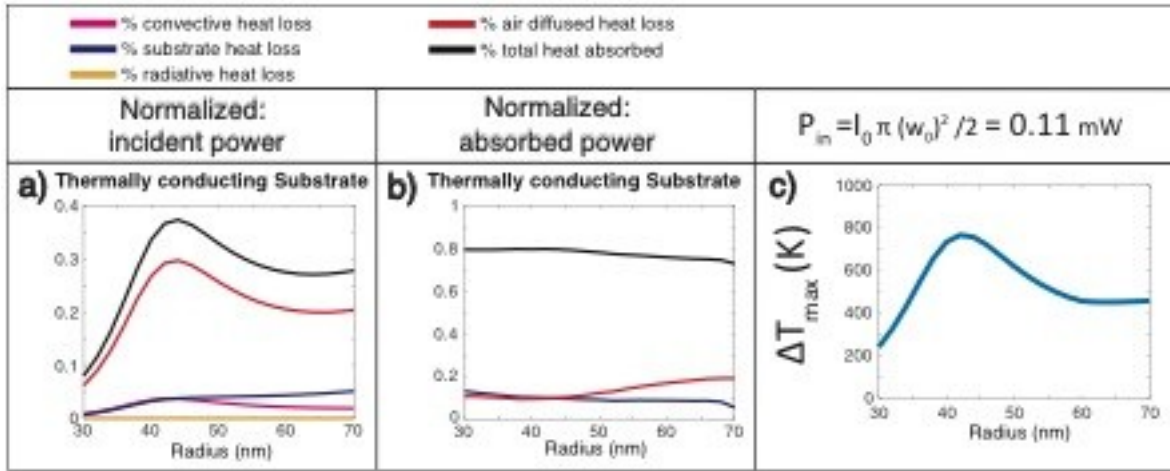 % convective heat loss
% air diffused heat loss
% substrate heat loss
% total heat absorbed
% radiative heat loss
Normalized:
incident power
Normalized:
absorbed power
P_in =I_0 π (w_0)² /2 = 0.11 mW
a) Thermally conducting Substrate
0.4
0.3
0.2
0.1
0
30 40 50 60 70
Radius (nm)
b) Thermally conducting Substrate
1
0.8
0.6
0.4
0.2
0
30 40 50 60 70
Radius (nm)
c)
ΔT_max (K)
1000
800
600
400
200
0
30 40 50 60 70
Radius (nm)